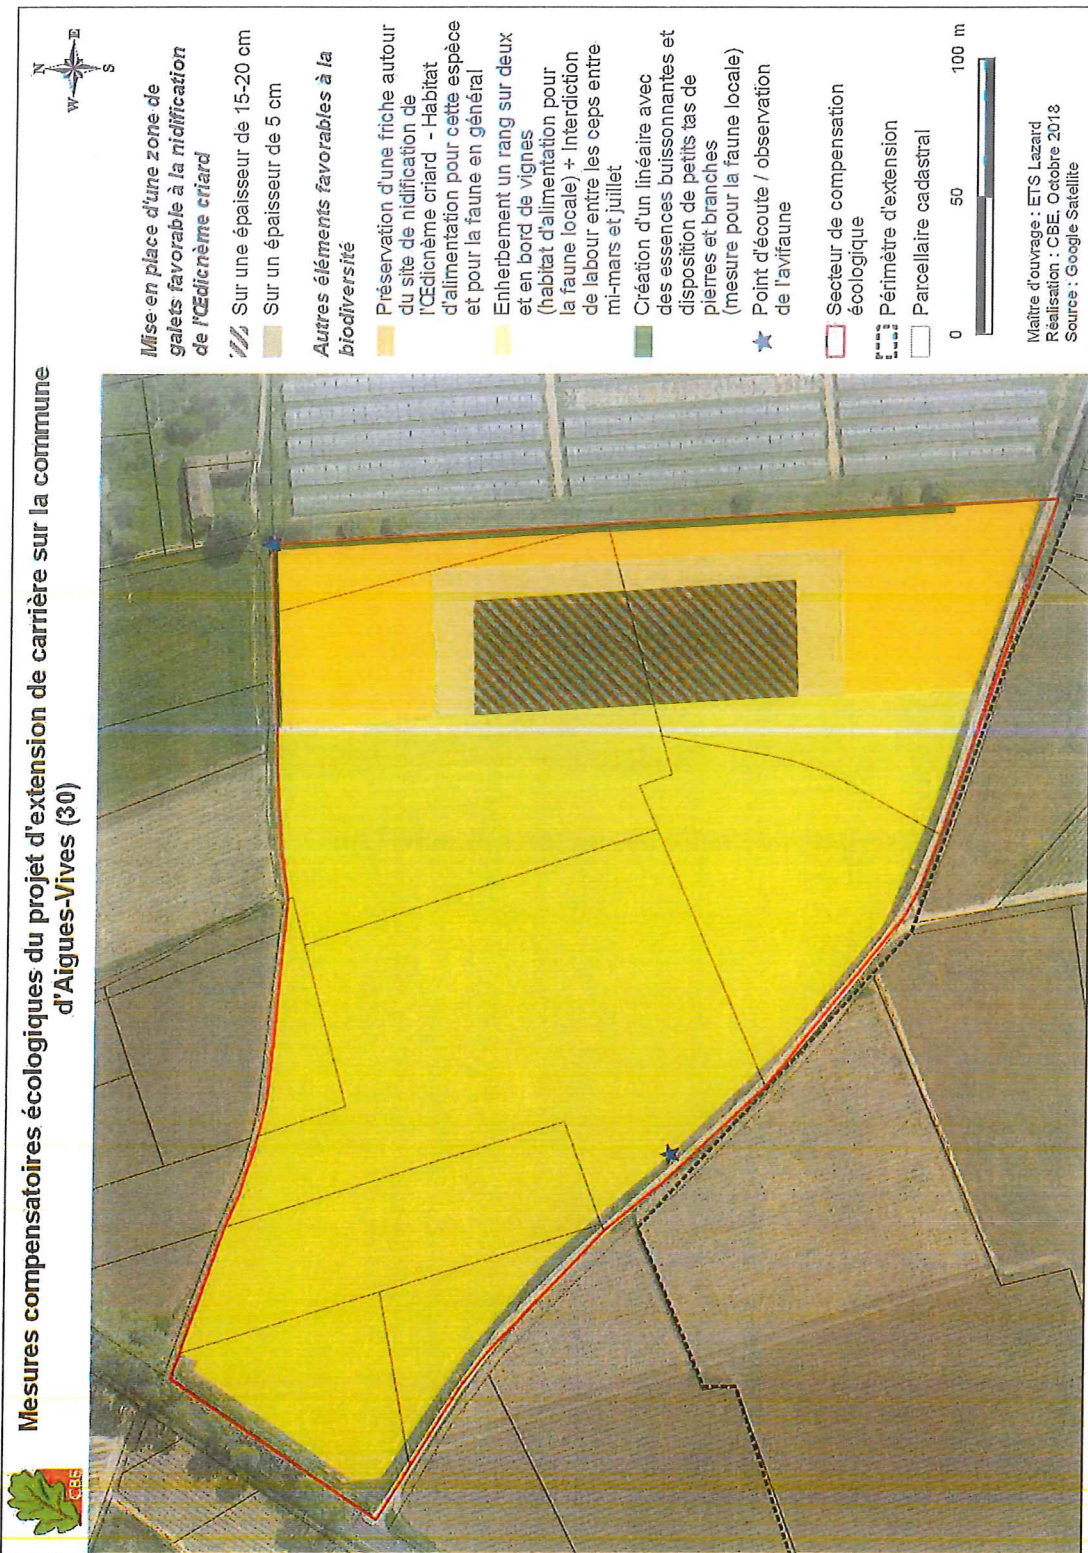 Mesures compensatoires écologiques du projet d'extension de carrière sur la commune
d'Aigues-Vives (30)
CBE
N
W
E
S
Mise en place d'une zone de
galets favorable à la nidification
de l'Œdicnème criard
Sur une épaisseur de 15-20 cm
Sur un épaisseur de 5 cm
Autres éléments favorables à la
biodiversité
Préservation d'une friche autour
du site de nidification de
l'Œdicnème criard - Habitat
d'alimentation pour cette espèce
et pour la faune en général
Enherbement un rang sur deux
et en bord de vignes
(habitat d'alimentation pour
la faune locale) + Interdiction
de labour entre les ceps entre
mi-mars et juillet
Création d'un linéaire avec
des essences buissonnantes et
disposition de petits tas de
pierres et branches
(mesure pour la faune locale)
Point d'écoute / observation
de l'avifaune
Secteur de compensation
écologique
Périmètre d'extension
Parcellaire cadastral
0 50 100 m
Maître d'ouvrage : ETS Lazard
Réalisation : CBE, Octobre 2018
Source : Google Satellite